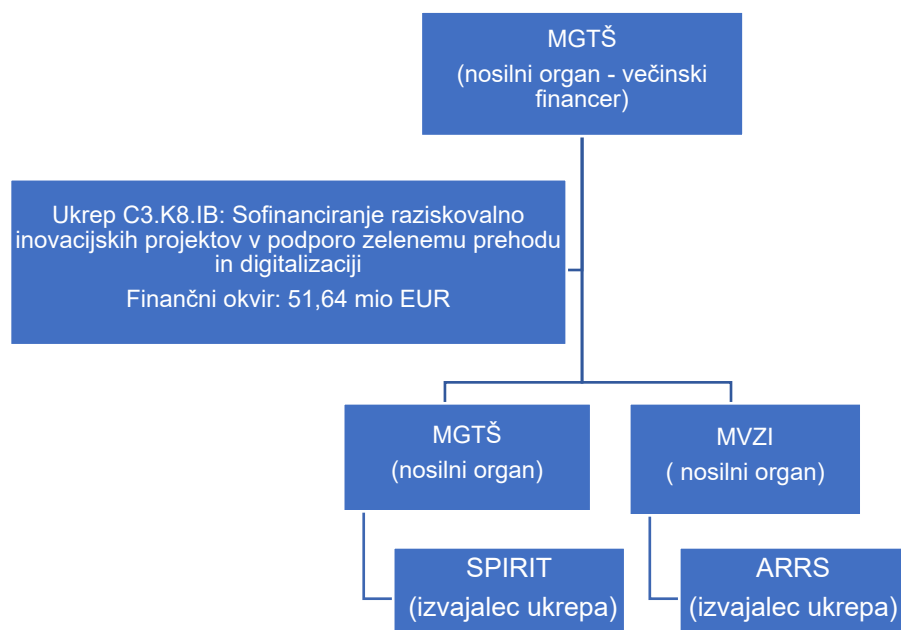 MGTŠ
(nosilni organ - večinski
financer)
Ukrep C3.K8.IB: Sofinanciranje raziskovalno
inovacijskih projektov v podporo zelenemu prehodu
in digitalizaciji
Finančni okvir: 51,64 mio EUR
MGTŠ
(nosilni organ)
MVZI
( nosilni organ)
SPIRIT
(izvajalec ukrepa)
ARRS
(izvajalec ukrepa)